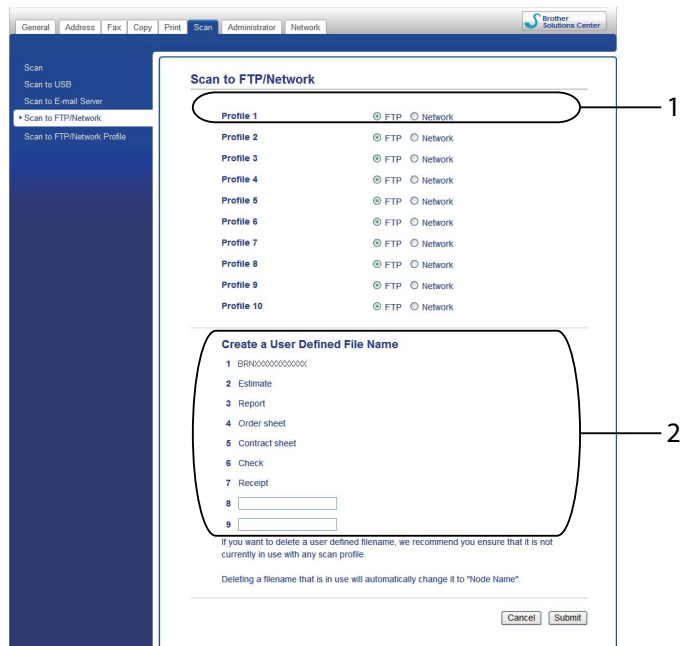 General Address Fax Copy Print Scan Administrator Network
Brother
Solutions Center
Scan
Scan to USB
Scan to E-mail Server
Scan to FTP/Network
Scan to FTP/Network Profile
Scan to FTP/Network
Profile 1 FTP Network
1
Profile 2 FTP Network
Profile 3 FTP Network
Profile 4 FTP Network
Profile 5 FTP Network
Profile 6 FTP Network
Profile 7 FTP Network
Profile 8 FTP Network
Profile 9 FTP Network
Profile 10 FTP Network
Create a User Defined File Name
1 BRNXXXXXXXXXXXX
2 Estimate
3 Report
4 Order sheet
2
5 Contract sheet
6 Check
7 Receipt
8
9
If you want to delete a user defined filename, we recommend you ensure that it is not
currently in use with any scan profile.
Deleting a filename that is in use will automatically change it to "Node Name".
Cancel Submit